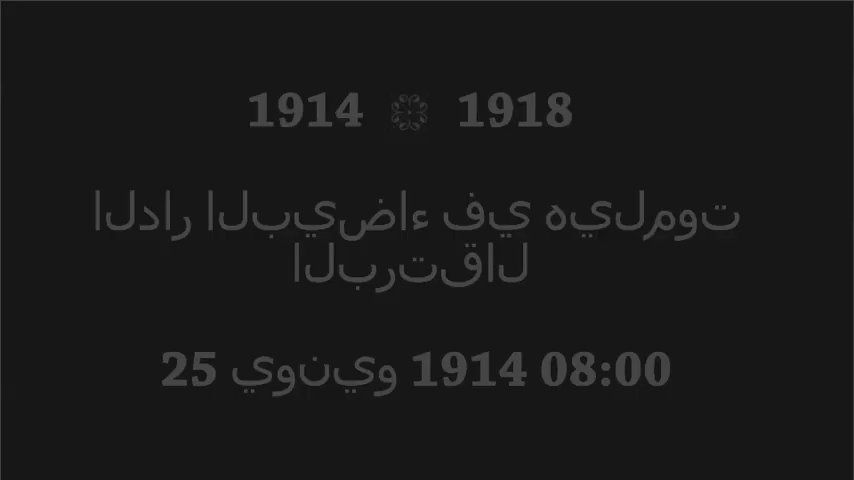 1914 1918
الدار البيضاء في هيلموت
البرتقال
25 يونيو 1914 08:00